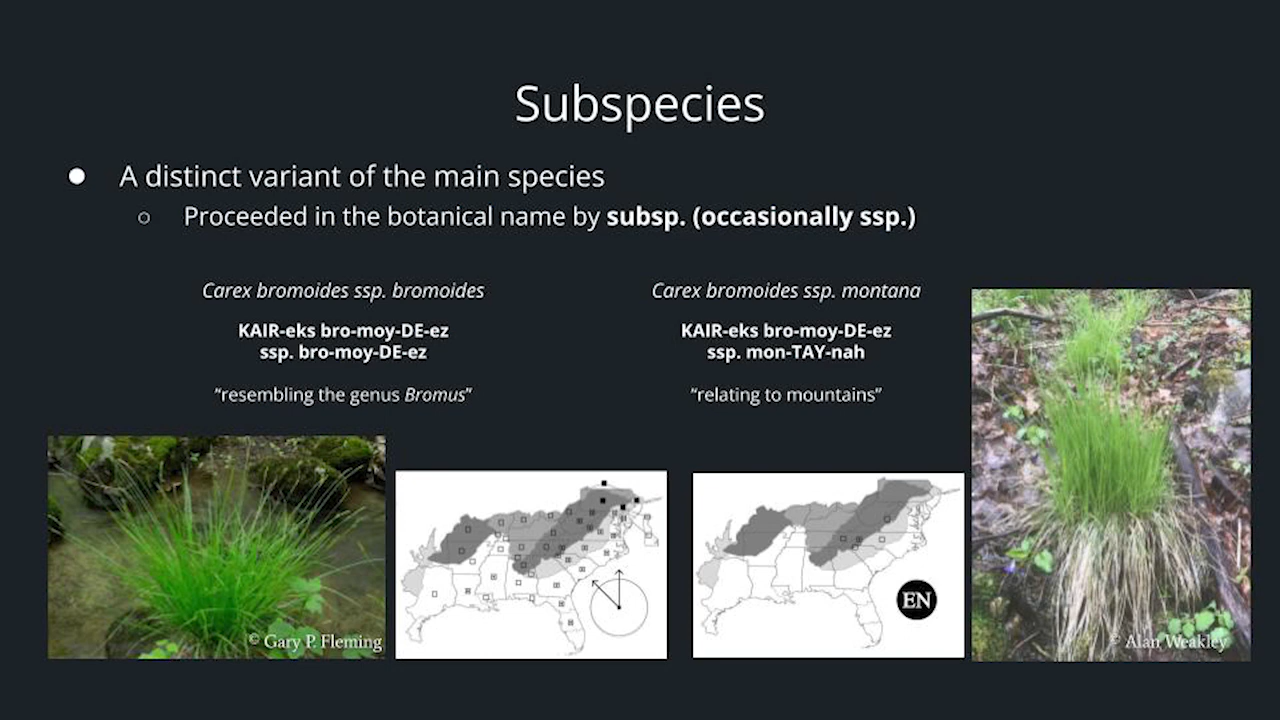 Subspecies
● A distinct variant of the main species
○ Proceeded in the botanical name by subsp. (occasionally ssp.)
Carex bromoides ssp. bromoides
KAIR-eks bro-moy-DE-ez
ssp. bro-moy-DE-ez
“resembling the genus Bromus”
Carex bromoides ssp. montana
KAIR-eks bro-moy-DE-ez
ssp. mon-TAY-nah
“relating to mountains”
© Gary P. Fleming
EN
© Alan Weakley